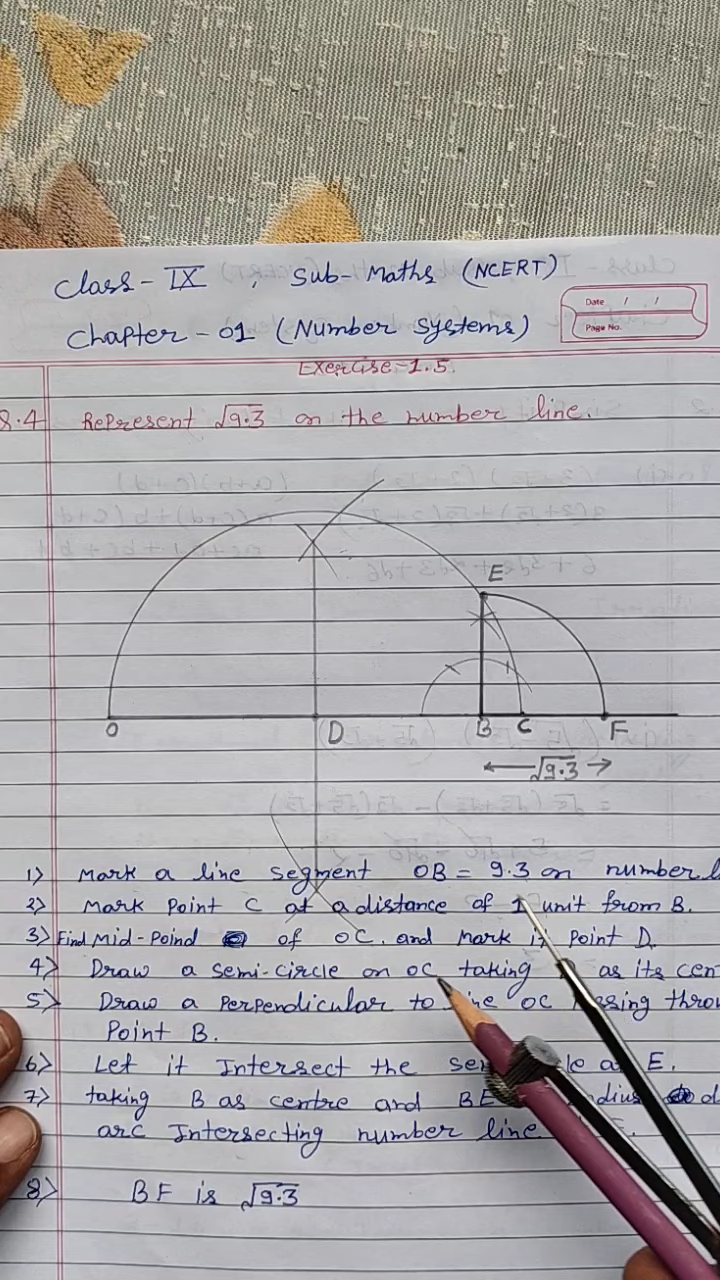 Class-IX, Sub-Maths (NCERT)
Chapter-01 (Number Systems)
Date / /
Page No.
Exercise-1.5
8.4 Represent √9.3 on the number line.
E
O D B C F
√9.3
1) Mark a line segment OB = 9.3 on number
2) Mark Point C at a distance of 1 unit from B.
3) Find Mid-Poind of OC and Mark it Point D.
4) Draw a semi-circle on OC taking as its
5) Draw a Perpendicular to OC
Point B.
6) Let it Intersect the E.
7) taking B as centre and BE
arc Intersecting number line
8) BF is √9.3